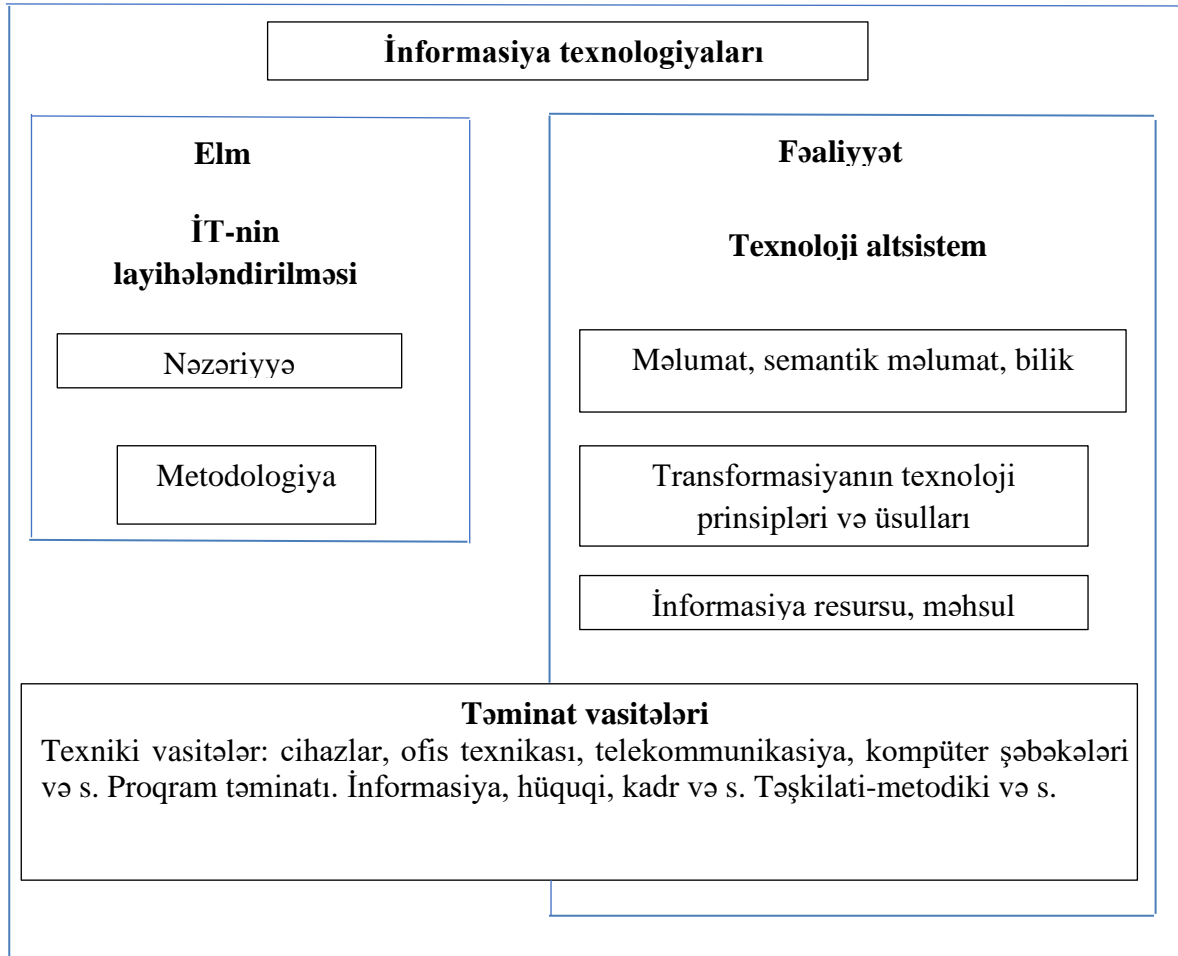 İnformasiya texnologiyaları
Elm
İT-nin
layihələndirilməsi
Nəzəriyyə
Metodologiya
Fəaliyyət
Texnoloji altsistem
Məlumat, semantik məlumat, bilik
Transformasiyanın texnoloji
prinsipləri və üsulları
İnformasiya resursu, məhsul
Təminat vasitələri
Texniki vasitələr: cihazlar, ofis texnikası, telekommunikasiya, kompüter şəbəkələri
və s. Proqram təminatı. İnformasiya, hüquqi, kadr və s. Təşkilati-metodiki və s.